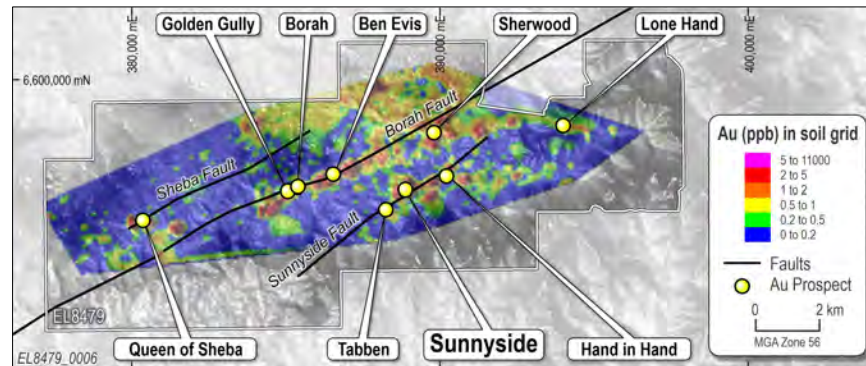 380,000 mE
390,000 mE
400,000 mE
6,600,000 mN
Golden Gully
Borah
Ben Evis
Sherwood
Lone Hand
Borah Fault
Sheba Fault
Sunnyside Fault
EL8479
Queen of Sheba
Tabben
Sunnyside
Hand in Hand
EL8479_0006
Au (ppb) in soil grid
5 to 11000
2 to 5
1 to 2
0.5 to 1
0.2 to 0.5
0 to 0.2
Faults
Au Prospect
0 2 km
MGA Zone 56